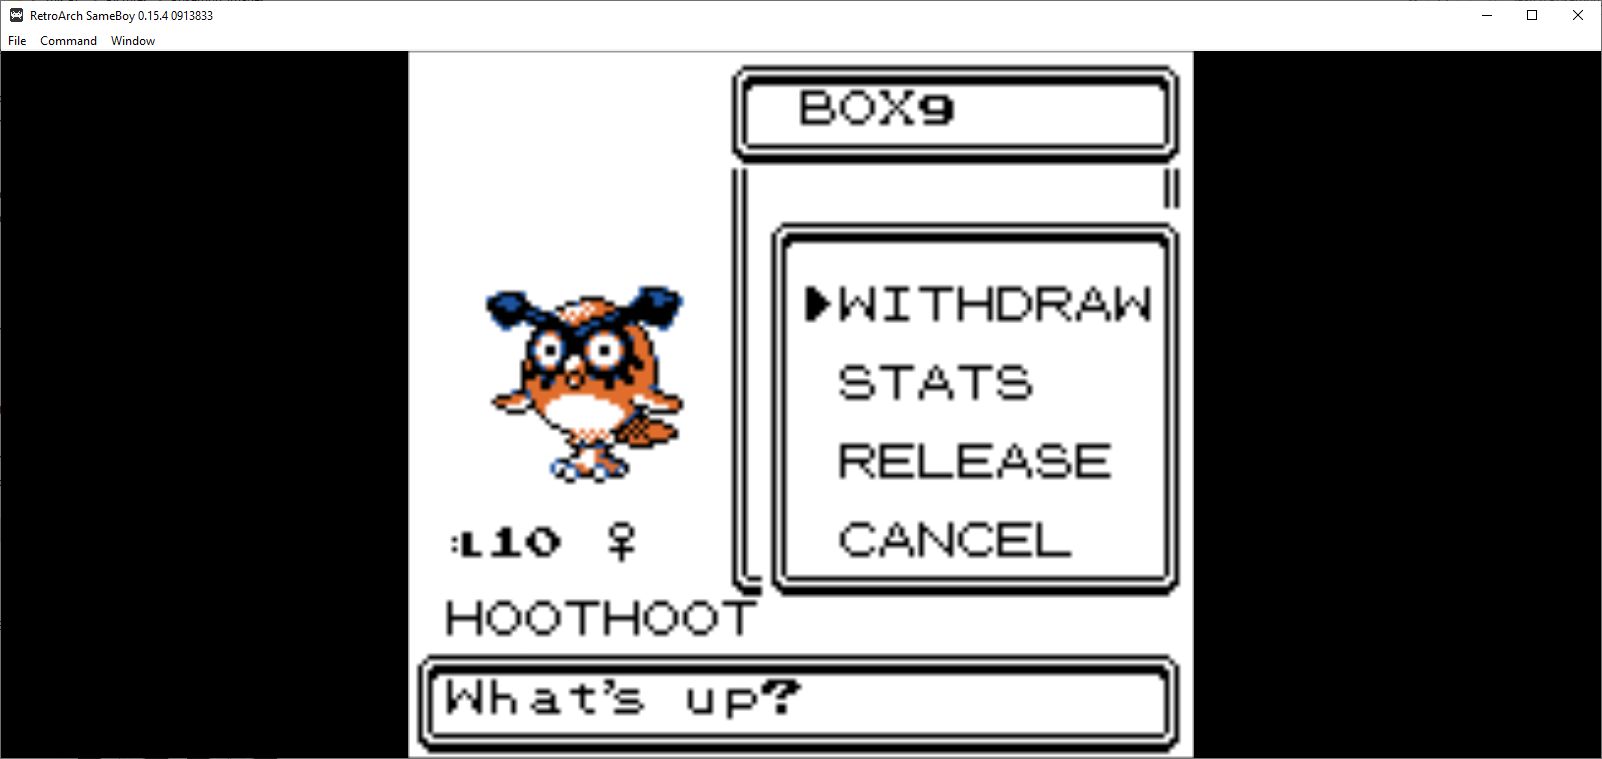 RetroArch SameBoy 0.15.4 0913833
File Command Window
BOX9
▶WITHDRAW
STATS
RELEASE
CANCEL
:L10 ♀
HOOTHOOT
What's up?